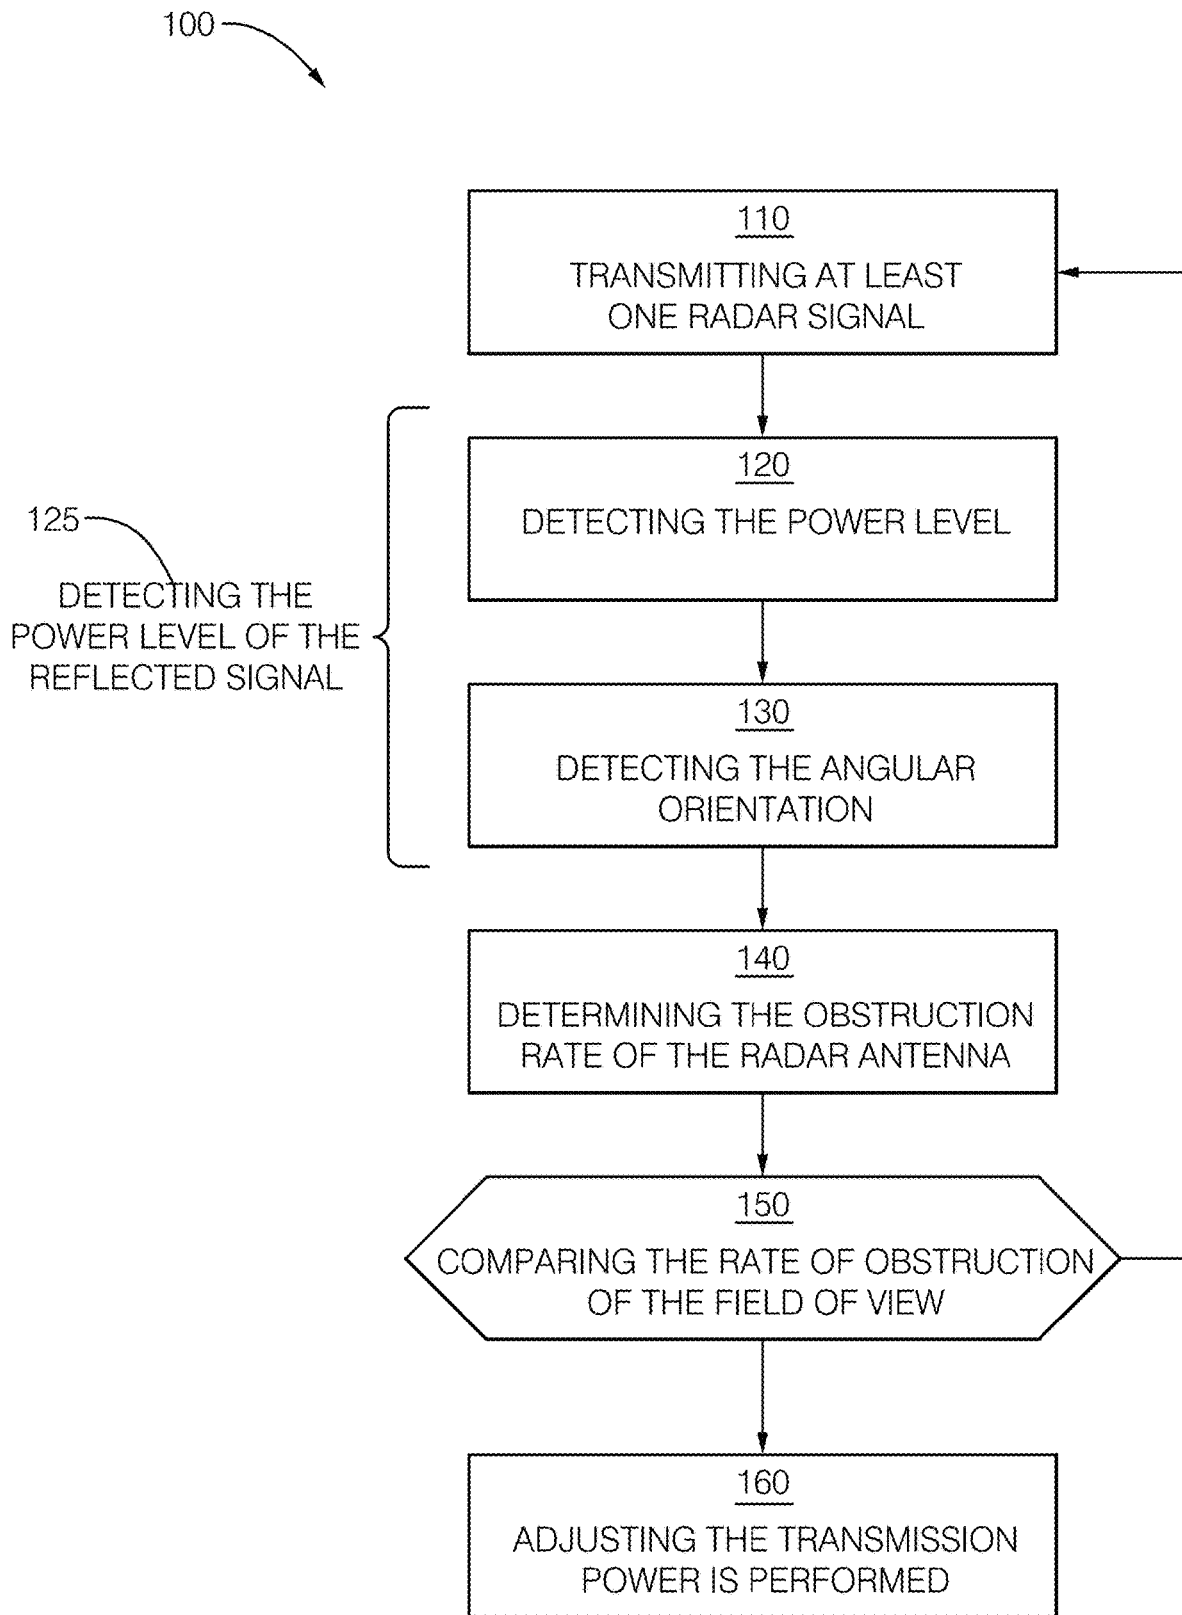 100
110
TRANSMITTING AT LEAST
ONE RADAR SIGNAL
120
DETECTING THE POWER LEVEL
125
DETECTING THE
POWER LEVEL OF THE
REFLECTED SIGNAL
130
DETECTING THE ANGULAR
ORIENTATION
140
DETERMINING THE OBSTRUCTION
RATE OF THE RADAR ANTENNA
150
COMPARING THE RATE OF OBSTRUCTION
OF THE FIELD OF VIEW
160
ADJUSTING THE TRANSMISSION
POWER IS PERFORMED